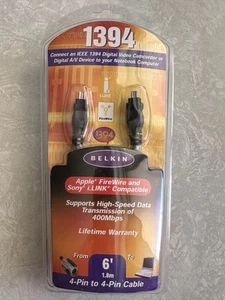 1394
Connect an IEEE 1394 Digital Video Camcorder or
Digital A/V Device to your Notebook Computer
i.LINK
FireWire
1394
BELKIN
Apple® FireWire and
Sony® i.LINK® Compatible
Supports High-Speed Data
Transmission of
400Mbps
Lifetime Warranty
From To
6'
1.8m
4-Pin to 4-Pin Cable